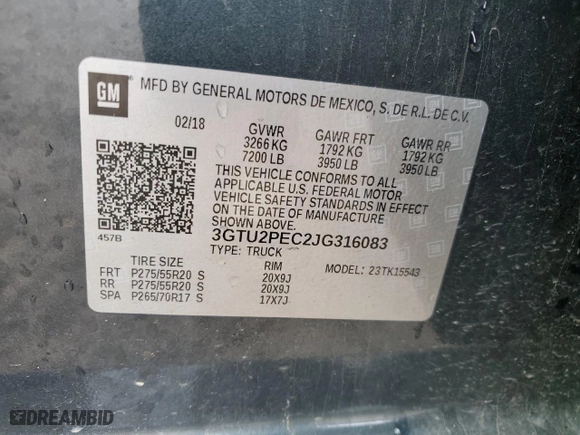 GM
MFD BY GENERAL MOTORS DE MEXICO, S. DE R.L. DE C.V.
02/18 GVWR GAWR FRT GAWR RR
3266 KG 1792 KG 1792 KG
7200 LB 3950 LB 3950 LB
THIS VEHICLE CONFORMS TO ALL
APPLICABLE U.S. FEDERAL MOTOR
VEHICLE SAFETY STANDARDS IN EFFECT
ON THE DATE OF MANUFACTURE
SHOWN ABOVE.
457B 3GTU2PEC2JG316083
TYPE: TRUCK
TIRE SIZE RIM MODEL: 23TK15543
FRT P275/55R20 S 20X9J
RR P275/55R20 S 20X9J
SPA P265/70R17 S 17X7J
DREAMBID